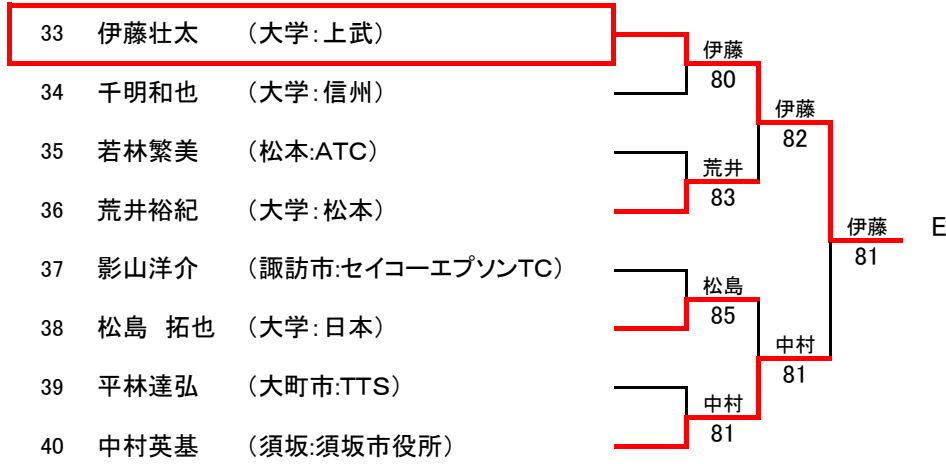 33 伊藤壮太 （大学:上武）
34 千明和也 （大学:信州）
35 若林繁美 （松本:ATC）
36 荒井裕紀 （大学:松本）
37 影山洋介 （諏訪市:セイコーエプソンTC）
38 松島 拓也 （大学:日本）
39 平林達弘 （大町市:TTS）
40 中村英基 （須坂:須坂市役所）
伊藤
80
荒井
83
松島
85
中村
81
伊藤
82
中村
81
伊藤
81
E